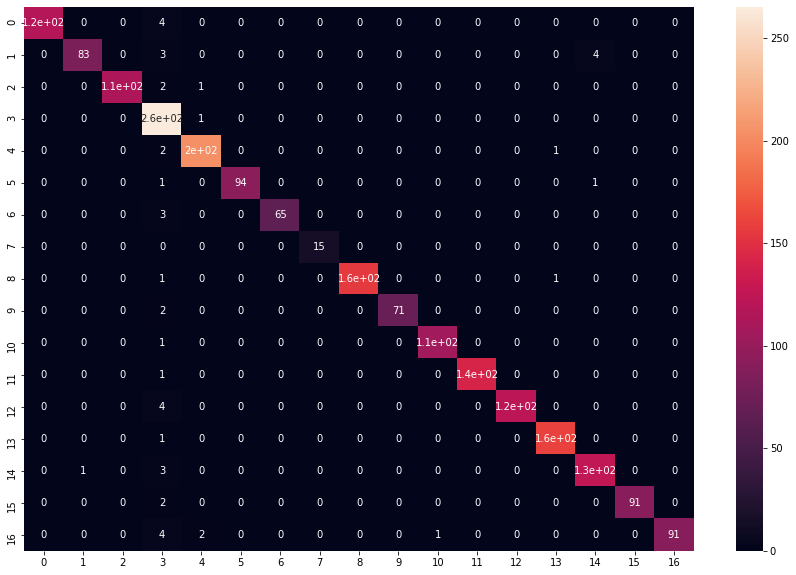 0 1.2e+02 0 0 4 0 0 0 0 0 0 0 0 0 0 0 0 0
1 0 83 0 3 0 0 0 0 0 0 0 0 0 0 4 0 0
2 0 0 1.1e+02 2 1 0 0 0 0 0 0 0 0 0 0 0 0
3 0 0 0 2.6e+02 1 0 0 0 0 0 0 0 0 0 0 0 0
4 0 0 0 2 2e+02 0 0 0 0 0 0 0 0 1 0 0 0
5 0 0 0 1 0 94 0 0 0 0 0 0 0 0 1 0 0
6 0 0 0 3 0 0 65 0 0 0 0 0 0 0 0 0 0
7 0 0 0 0 0 0 0 15 0 0 0 0 0 0 0 0 0
8 0 0 0 1 0 0 0 0 1.6e+02 0 0 0 0 1 0 0 0
9 0 0 0 2 0 0 0 0 0 71 0 0 0 0 0 0 0
10 0 0 0 1 0 0 0 0 0 0 1.1e+02 0 0 0 0 0 0
11 0 0 0 1 0 0 0 0 0 0 0 1.4e+02 0 0 0 0 0
12 0 0 0 4 0 0 0 0 0 0 0 0 1.2e+02 0 0 0 0
13 0 0 0 1 0 0 0 0 0 0 0 0 0 1.6e+02 0 0 0
14 0 1 0 3 0 0 0 0 0 0 0 0 0 0 1.3e+02 0 0
15 0 0 0 2 0 0 0 0 0 0 0 0 0 0 0 91 0
16 0 0 0 4 2 0 0 0 0 0 1 0 0 0 0 0 91
0 1 2 3 4 5 6 7 8 9 10 11 12 13 14 15 16
250
200
150
100
50
0